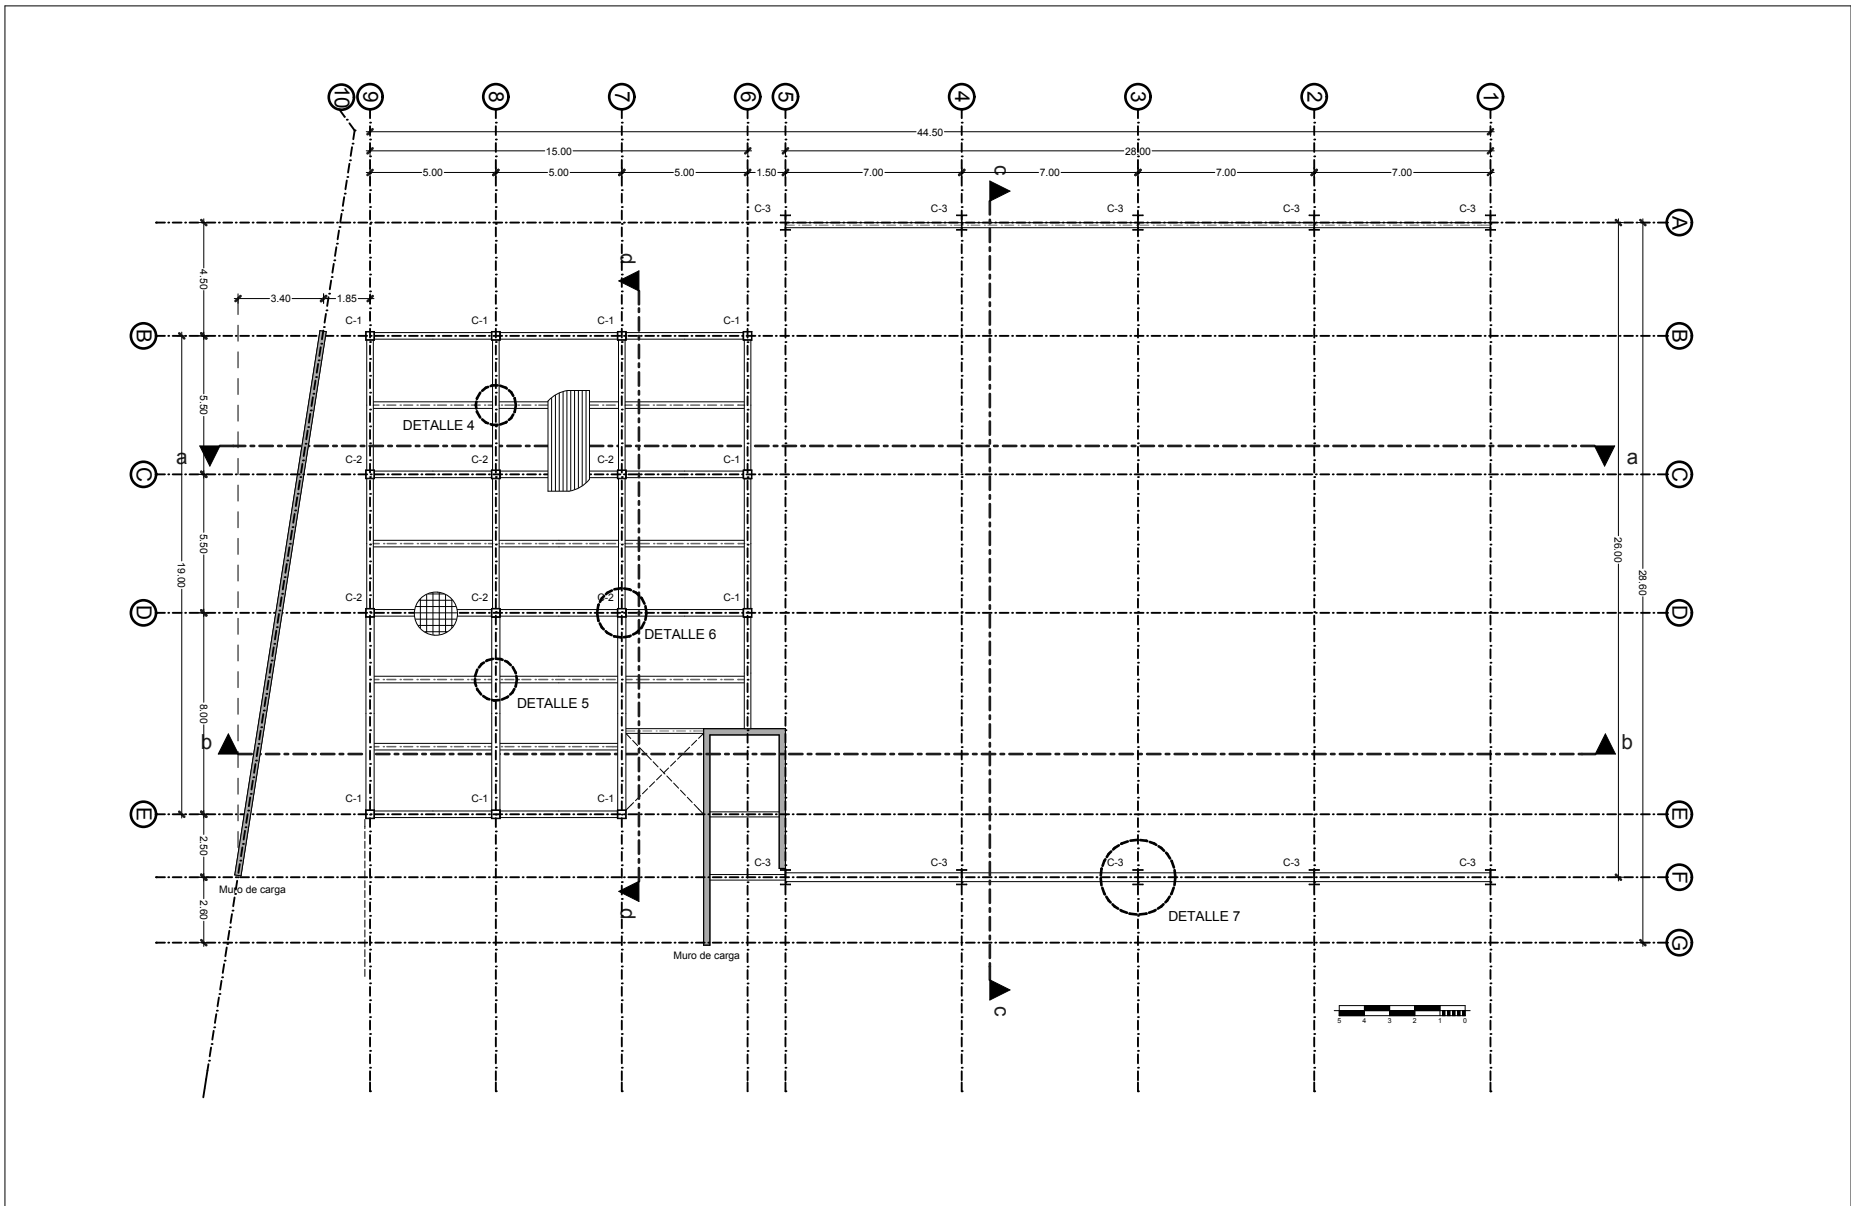 10 9 8 7 6 5 4 3 2 1
44.50
15.00 28.00
5.00 5.00 5.00 1.50 7.00 7.00 7.00 7.00
c
C-3 C-3 C-3 C-3 C-3
A
4.50
d
3.40 1.85
C-1 C-1 C-1 C-1
B B
5.50
DETALLE 4
a a
C-2 C-2 C-2 C-1
C C
5.50
19.00
26.00
28.60
C-2 C-2 C-2 C-1
D D
DETALLE 6
DETALLE 5
8.00
b b
C-1 C-1 C-1
E E
2.50
C-3 C-3 C-3 C-3 C-3
F
Muro de carga
2.60
d
DETALLE 7
G
Muro de carga
c
5 4 3 2 1 0